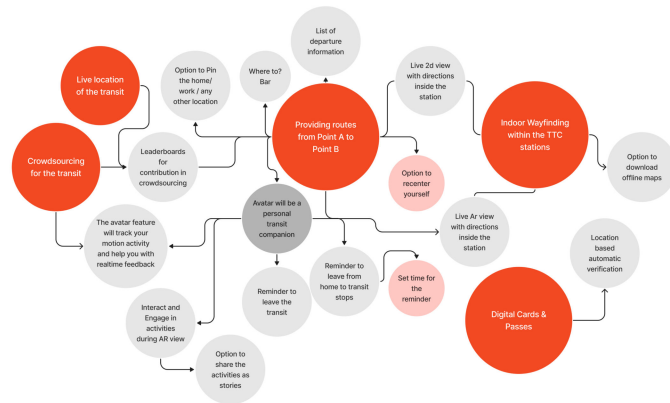 List of
departure
information
Where to?
Bar
Option to Pin
the home/
work / any
other location
Live location
of the transit
Live 2d view
with directions
inside the
station
Providing routes
from Point A to
Point B
Indoor Wayfinding
within the TTC
stations
Crowdsourcing
for the transit
Leaderboards
for
contribution in
crowdsourcing
Option to
recenter
yourself
Option to
download
offline maps
Avatar will be a
personal
transit
companion
The avatar feature
will track your
motion activity
and help you with
realtime feedback
Live Ar view
with directions
inside the
station
Location
based
automatic
verification
Reminder to
leave the
transit
Reminder to
leave from
home to transit
stops
Set time for
the
reminder
Digital Cards &
Passes
Interact and
Engage in
activities
during AR view
Option to
share the
activities as
stories